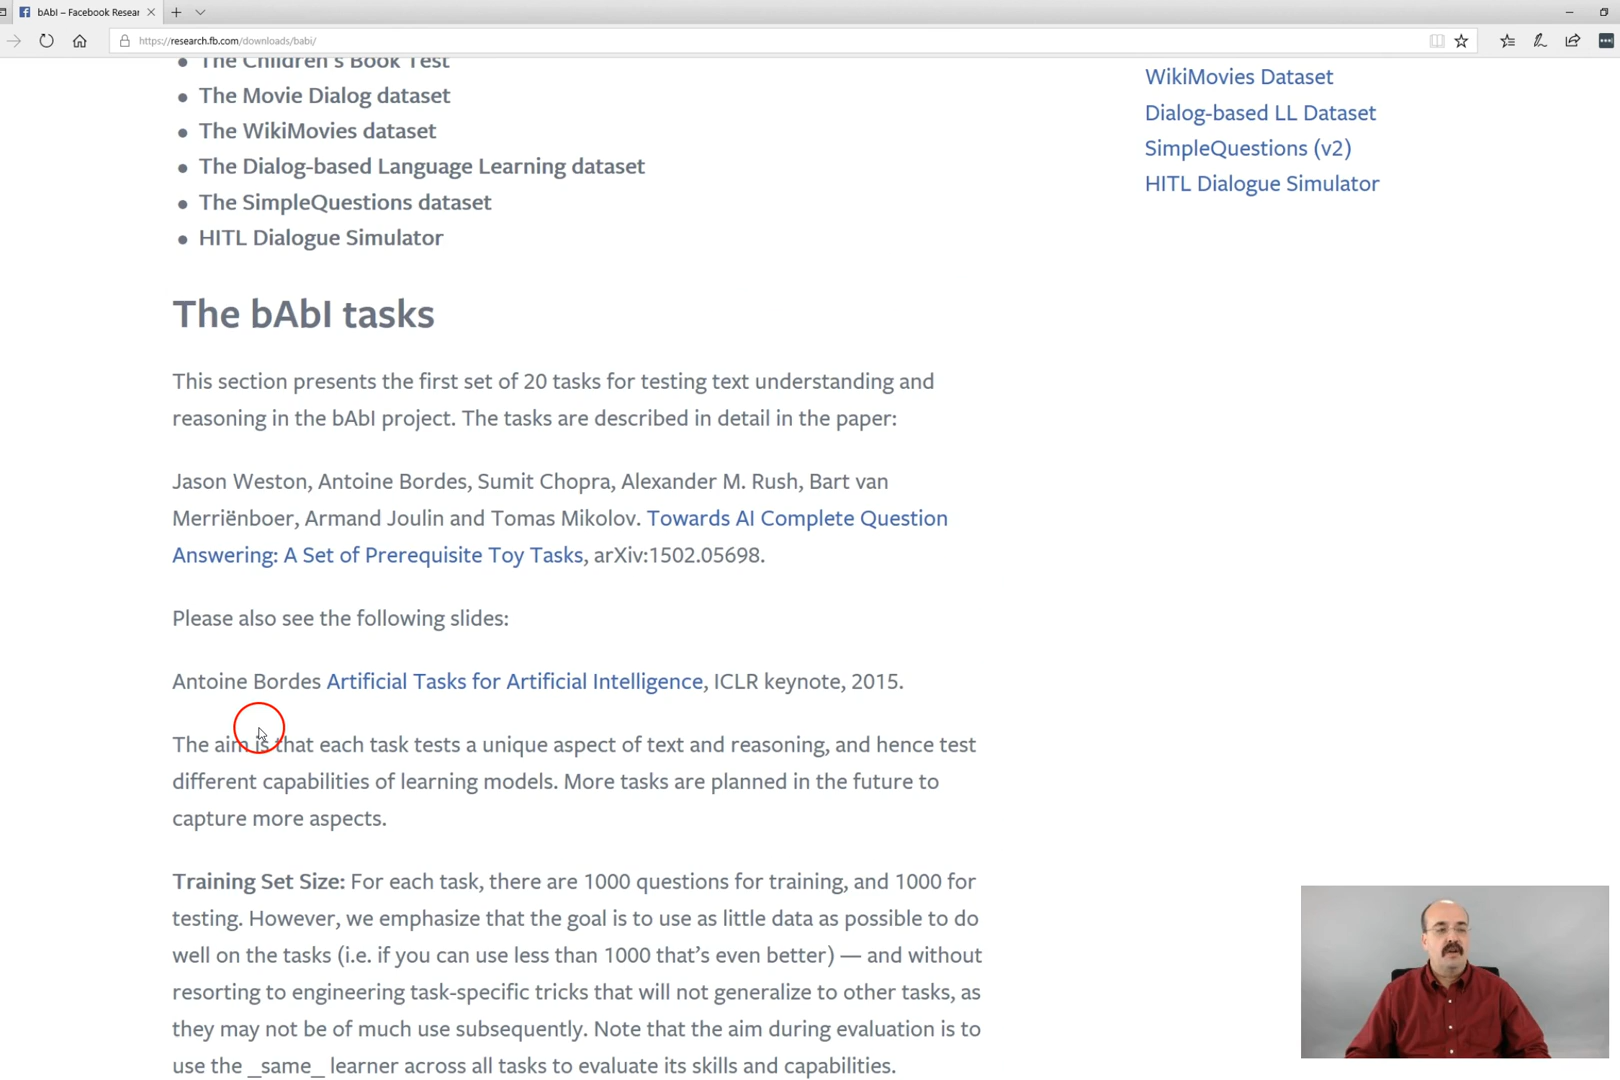 bAbI – Facebook Resear
https://research.fb.com/downloads/babi/
The Children's Book Test
The Movie Dialog dataset
The WikiMovies dataset
The Dialog-based Language Learning dataset
The SimpleQuestions dataset
HITL Dialogue Simulator
WikiMovies Dataset
Dialog-based LL Dataset
SimpleQuestions (v2)
HITL Dialogue Simulator
The bAbI tasks
This section presents the first set of 20 tasks for testing text understanding and
reasoning in the bAbI project. The tasks are described in detail in the paper:
Jason Weston, Antoine Bordes, Sumit Chopra, Alexander M. Rush, Bart van
Merriënboer, Armand Joulin and Tomas Mikolov. Towards AI Complete Question
Answering: A Set of Prerequisite Toy Tasks, arXiv:1502.05698.
Please also see the following slides:
Antoine Bordes Artificial Tasks for Artificial Intelligence, ICLR keynote, 2015.
The aim is that each task tests a unique aspect of text and reasoning, and hence test
different capabilities of learning models. More tasks are planned in the future to
capture more aspects.
Training Set Size: For each task, there are 1000 questions for training, and 1000 for
testing. However, we emphasize that the goal is to use as little data as possible to do
well on the tasks (i.e. if you can use less than 1000 that's even better) — and without
resorting to engineering task-specific tricks that will not generalize to other tasks, as
they may not be of much use subsequently. Note that the aim during evaluation is to
use the _same_ learner across all tasks to evaluate its skills and capabilities.